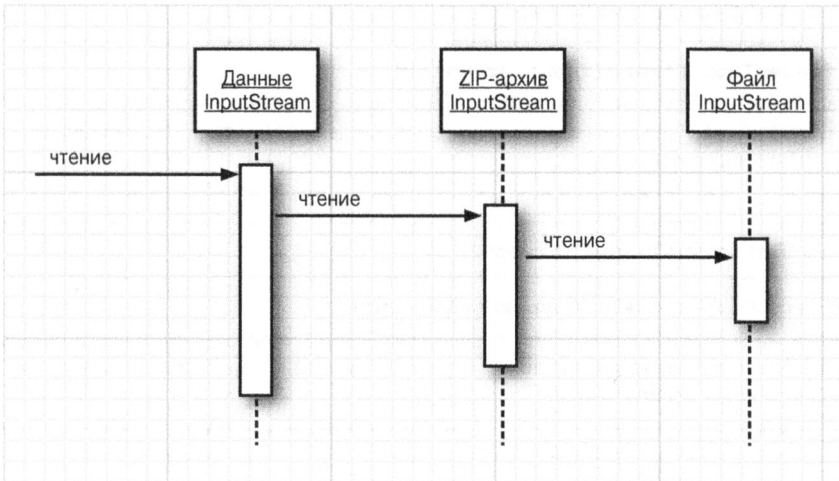 Данные
InputStream
ZIP-архив
InputStream
Файл
InputStream
чтение
чтение
чтение